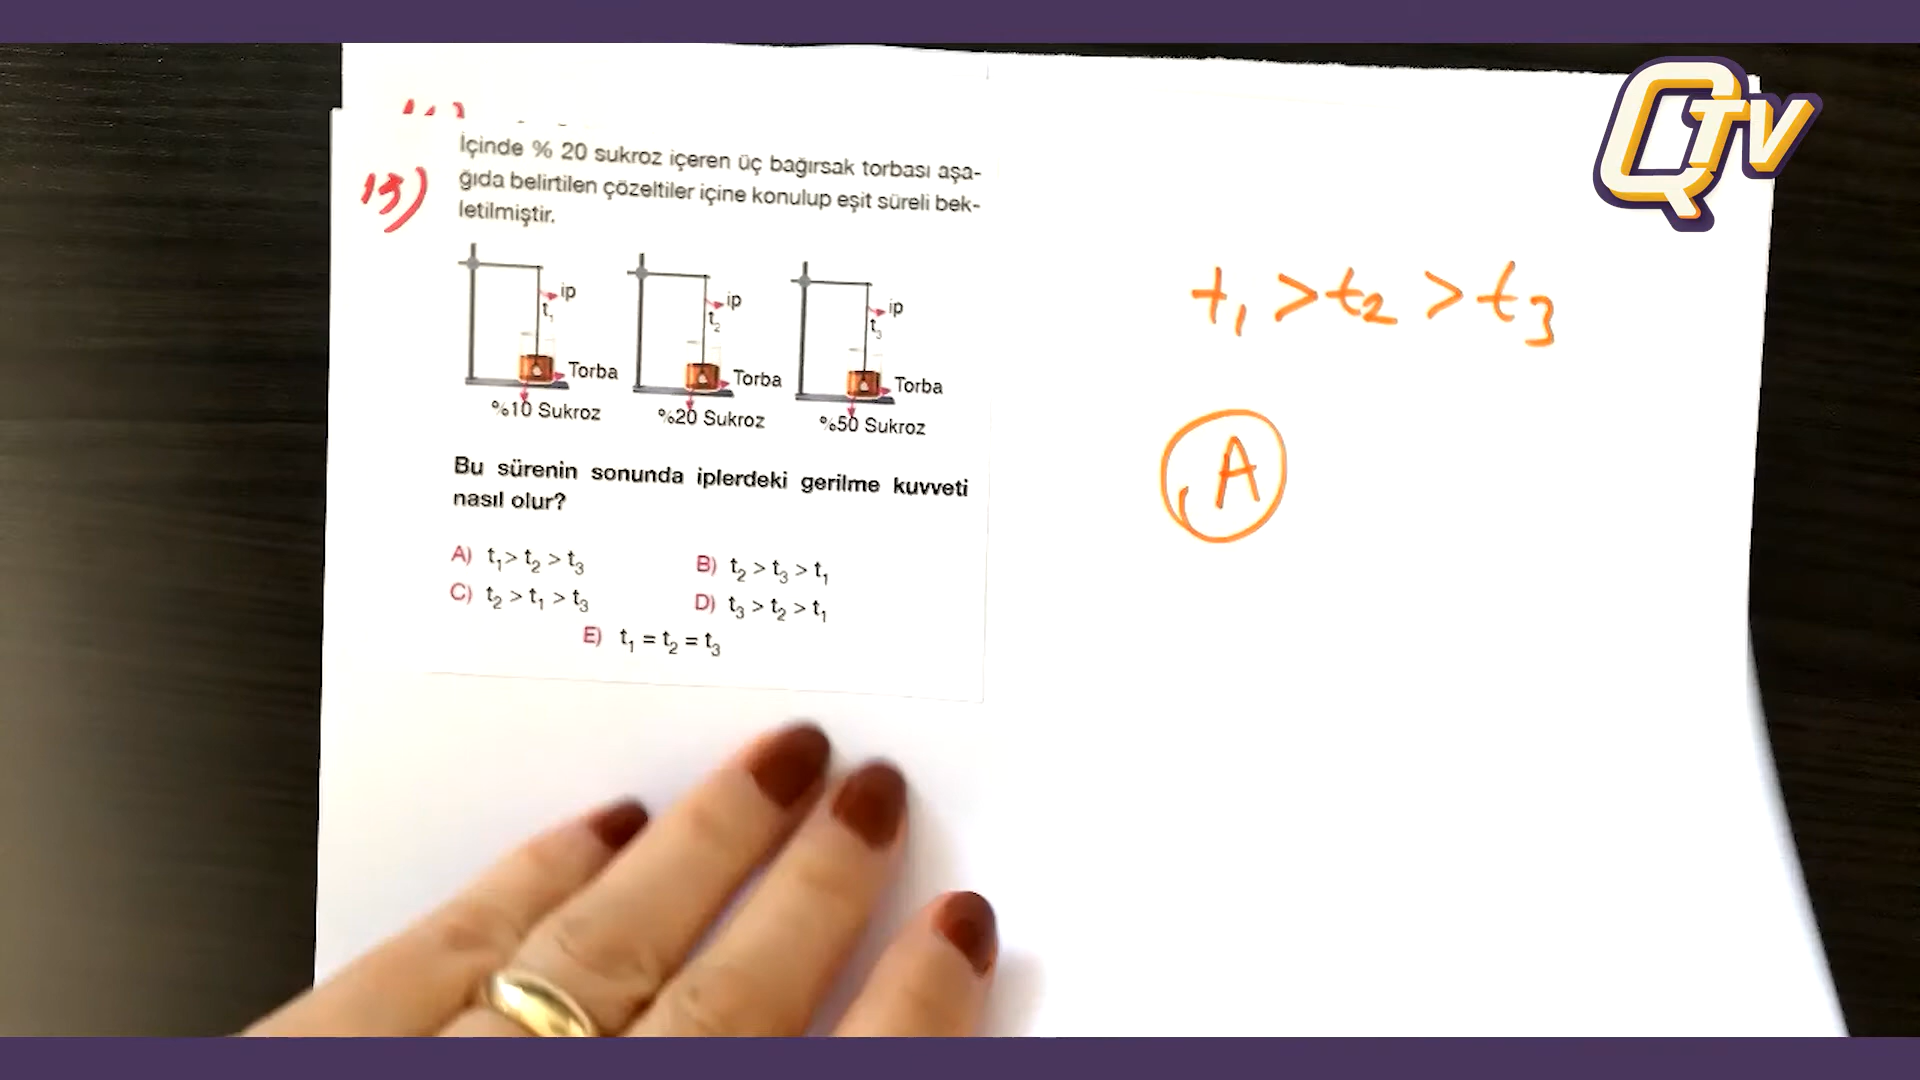 QTV
15)
İçinde % 20 sukroz içeren üç bağırsak torbası aşa-
ğıda belirtilen çözeltiler içine konulup eşit süreli bek-
letilmiştir.
ip
t1
Torba
%10 Sukroz
ip
t2
Torba
%20 Sukroz
ip
t3
Torba
%50 Sukroz
Bu sürenin sonunda iplerdeki gerilme kuvveti
nasıl olur?
A) t1 > t2 > t3
B) t2 > t3 > t1
C) t2 > t1 > t3
D) t3 > t2 > t1
E) t1 = t2 = t3
t1 > t2 > t3
A